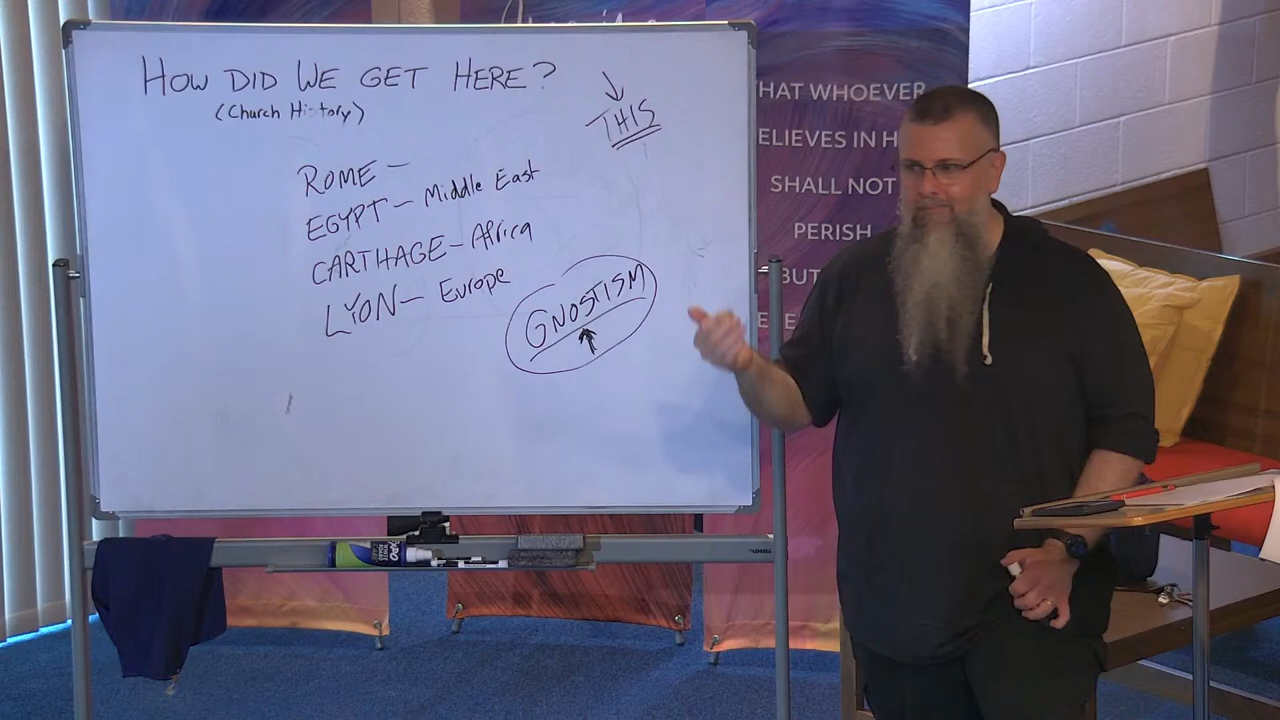 HOW DID WE GET HERE?
(Church History)
THIS
ROME –
EGYPT – Middle East
CARTHAGE – Africa
LYON – Europe
GNOSTISM
HAT WHOEVER
ELIEVES IN H
SHALL NOT
PERISH
BUT
EXPO